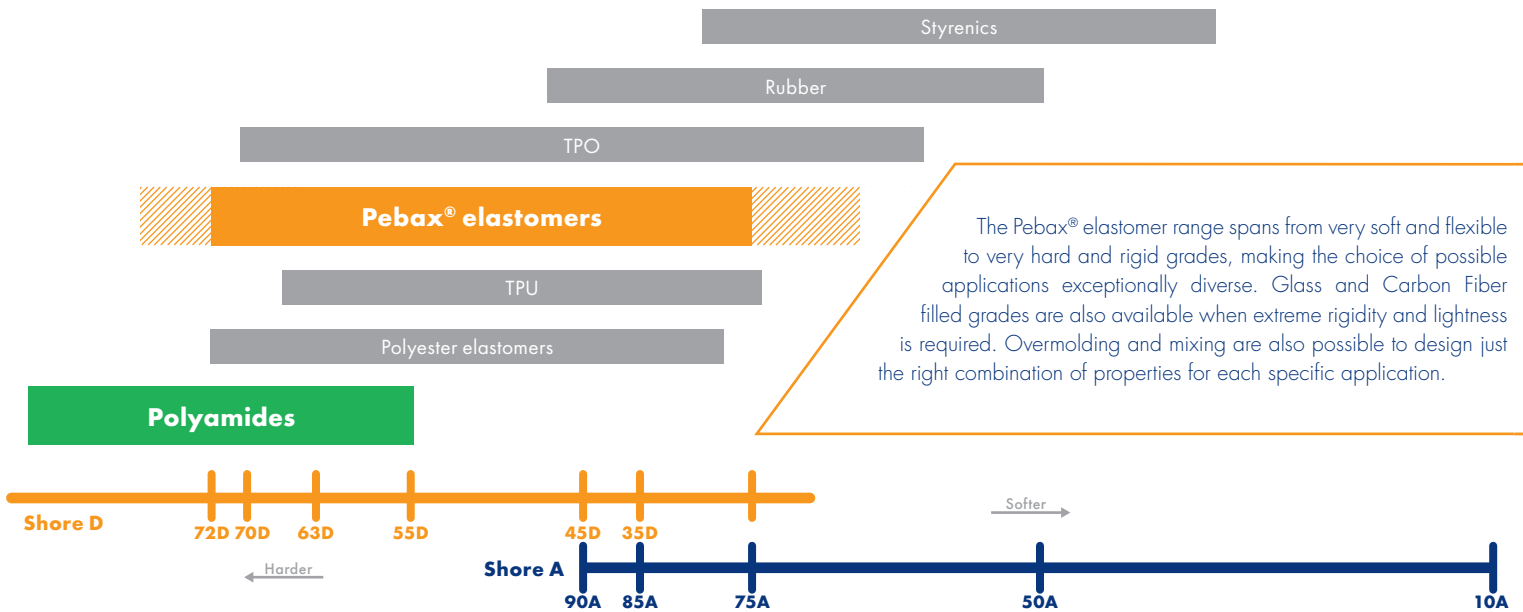 Styrenics
Rubber
TPO
Pebax® elastomers
The Pebax® elastomer range spans from very soft and flexible
to very hard and rigid grades, making the choice of possible
applications exceptionally diverse. Glass and Carbon Fiber
filled grades are also available when extreme rigidity and lightness
is required. Overmolding and mixing are also possible to design just
the right combination of properties for each specific application.
TPU
Polyester elastomers
Polyamides
Shore D
72D 70D 63D 55D 45D 35D
Softer
Harder
Shore A
90A 85A 75A 50A 10A